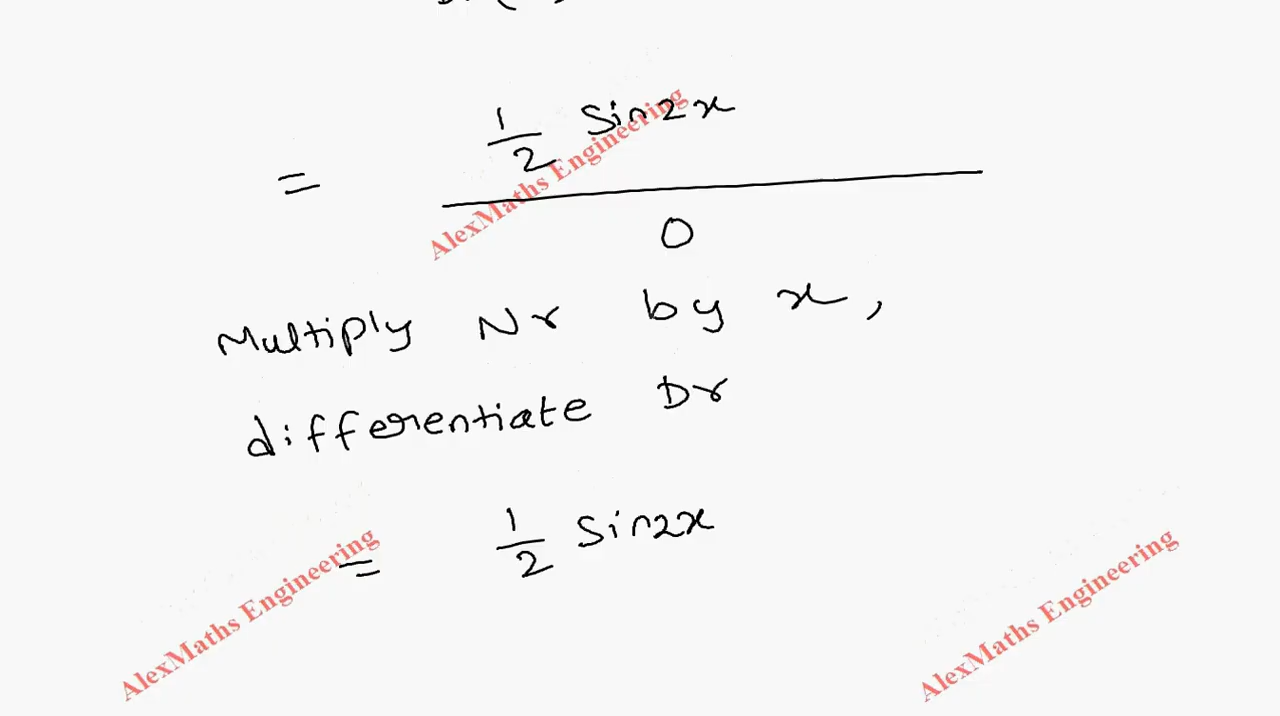 = 1/2 Sin2x
0
Multiply Nr by x,
differentiate Dr
= 1/2 Sin2x
AlexMaths Engineering
AlexMaths Engineering
AlexMaths Engineering